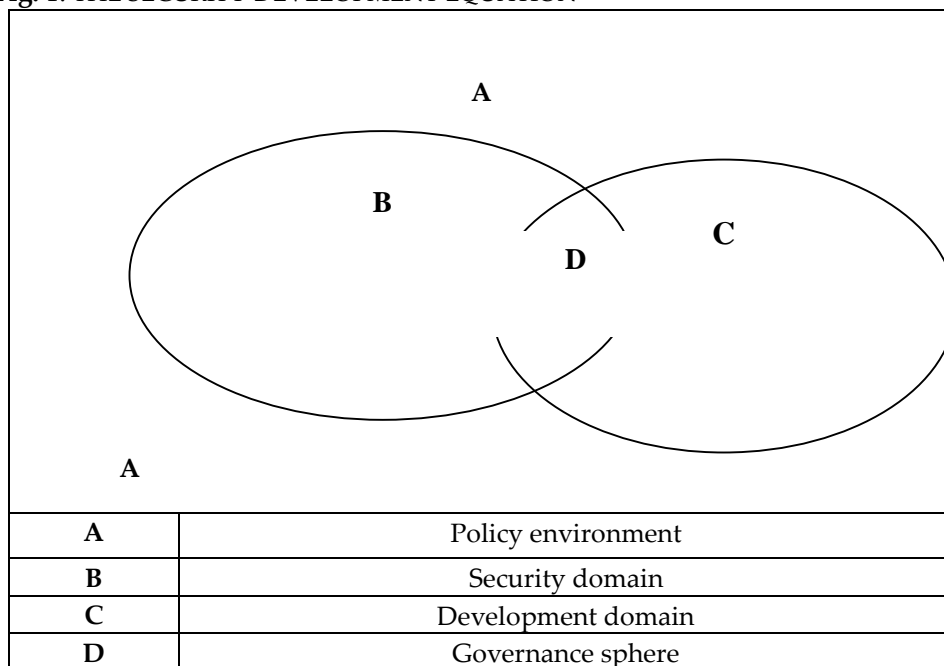 A
B
C
D
A
A Policy environment
B Security domain
C Development domain
D Governance sphere